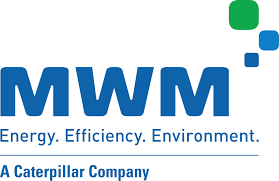 MWM
Energy. Efficiency. Environment.
A Caterpillar Company